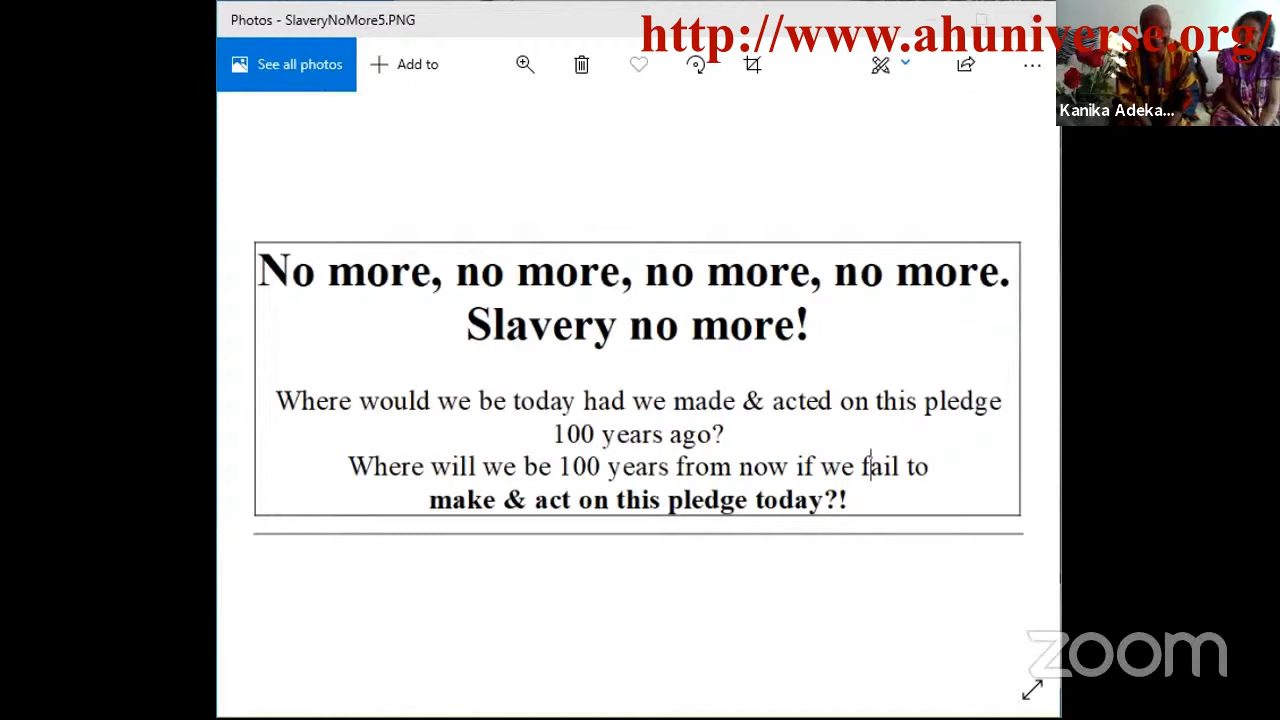 Photos - SlaveryNoMore5.PNG
http://www.ahuniverse.org/
See all photos
Add to
Kanika Adeka...
No more, no more, no more, no more.
Slavery no more!
Where would we be today had we made & acted on this pledge
100 years ago?
Where will we be 100 years from now if we fail to
make & act on this pledge today?!
zoom